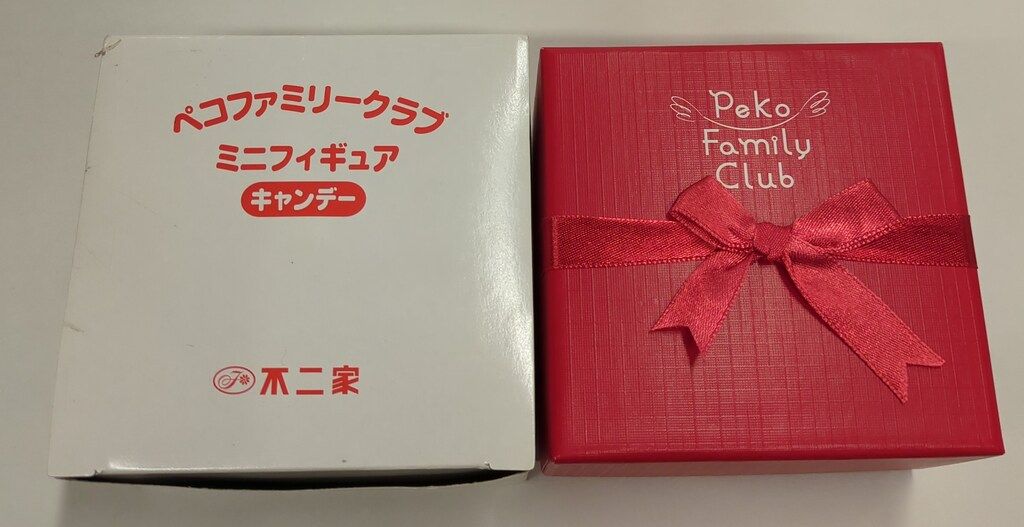 ペコファミリークラブ
ミニフィギュア
キャンデー
F 不二家
Peko
Family
Club